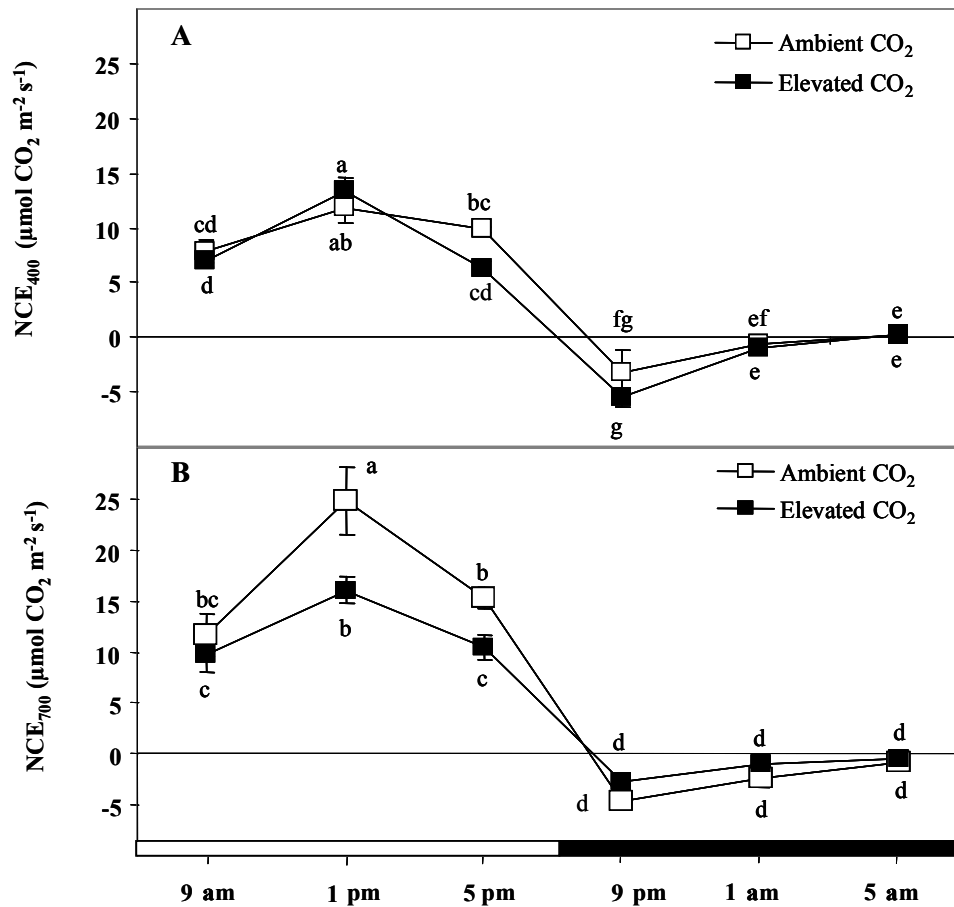 A
Ambient CO₂
Elevated CO₂
NCE₄₀₀ (µmol CO₂ m⁻² s⁻¹)
25
20
15
10
5
0
-5
a
cd
bc
ab
d
cd
fg
ef
e
g
e
e
B
Ambient CO₂
Elevated CO₂
NCE₇₀₀ (µmol CO₂ m⁻² s⁻¹)
25
20
15
10
5
0
-5
a
bc
b
b
c
c
d
d
d
d
d
d
9 am
1 pm
5 pm
9 pm
1 am
5 am